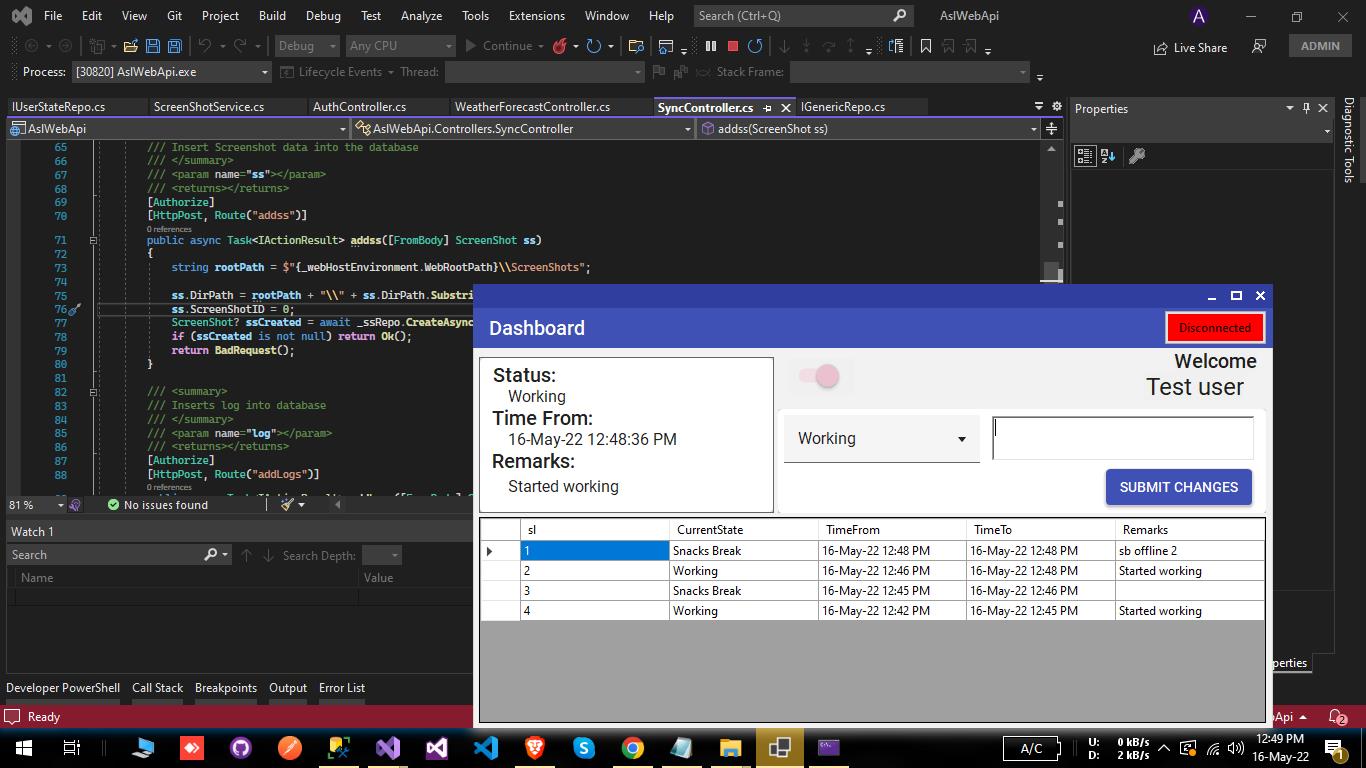 File Edit View Git Project Build Debug Test Analyze Tools Extensions Window Help Search (Ctrl+Q) AslWebApi A
Debug Any CPU Continue Live Share ADMIN
Process: [30820] AslWebApi.exe Lifecycle Events Thread: Stack Frame:
IUserStateRepo.cs ScreenShotService.cs AuthController.cs WeatherForecastController.cs SyncController.cs IGenericRepo.cs
AslWebApi AslWebApi.Controllers.SyncController addss(ScreenShot ss)
65 /// Insert Screenshot data into the database
66 /// </summary>
67 /// <param name="ss"></param>
68 /// <returns></returns>
69 [Authorize]
70 [HttpPost, Route("addss")]
0 references
71 public async Task<IActionResult> addss([FromBody] ScreenShot ss)
72 {
73 string rootPath = $"{_webHostEnvironment.WebRootPath}\\ScreenShots";
74
75 ss.DirPath = rootPath + "\\" + ss.DirPath.Substri
76 ss.ScreenShotID = 0;
77 ScreenShot? ssCreated = await _ssRepo.CreateAsync
78 if (ssCreated is not null) return Ok();
79 return BadRequest();
80 }
81
82 /// <summary>
83 /// Inserts log into database
84 /// </summary>
85 /// <param name="log"></param>
86 /// <returns></returns>
87 [Authorize]
88 [HttpPost, Route("addLogs")]
0 references
81 % No issues found
Watch 1
Search Search Depth:
Name Value
Developer PowerShell Call Stack Breakpoints Output Error List
Ready
Properties
Diagnostic Tools
Dashboard Disconnected
Welcome
Test user
Status:
Working
Time From:
16-May-22 12:48:36 PM
Remarks:
Started working
Working
SUBMIT CHANGES
sl CurrentState TimeFrom TimeTo Remarks
1 Snacks Break 16-May-22 12:48 PM 16-May-22 12:48 PM sb offline 2
2 Working 16-May-22 12:46 PM 16-May-22 12:48 PM Started working
3 Snacks Break 16-May-22 12:45 PM 16-May-22 12:46 PM
4 Working 16-May-22 12:42 PM 16-May-22 12:45 PM Started working
perties
Api 2
A/C U: 0 kB/s 12:49 PM
D: 2 kB/s 16-May-22 1